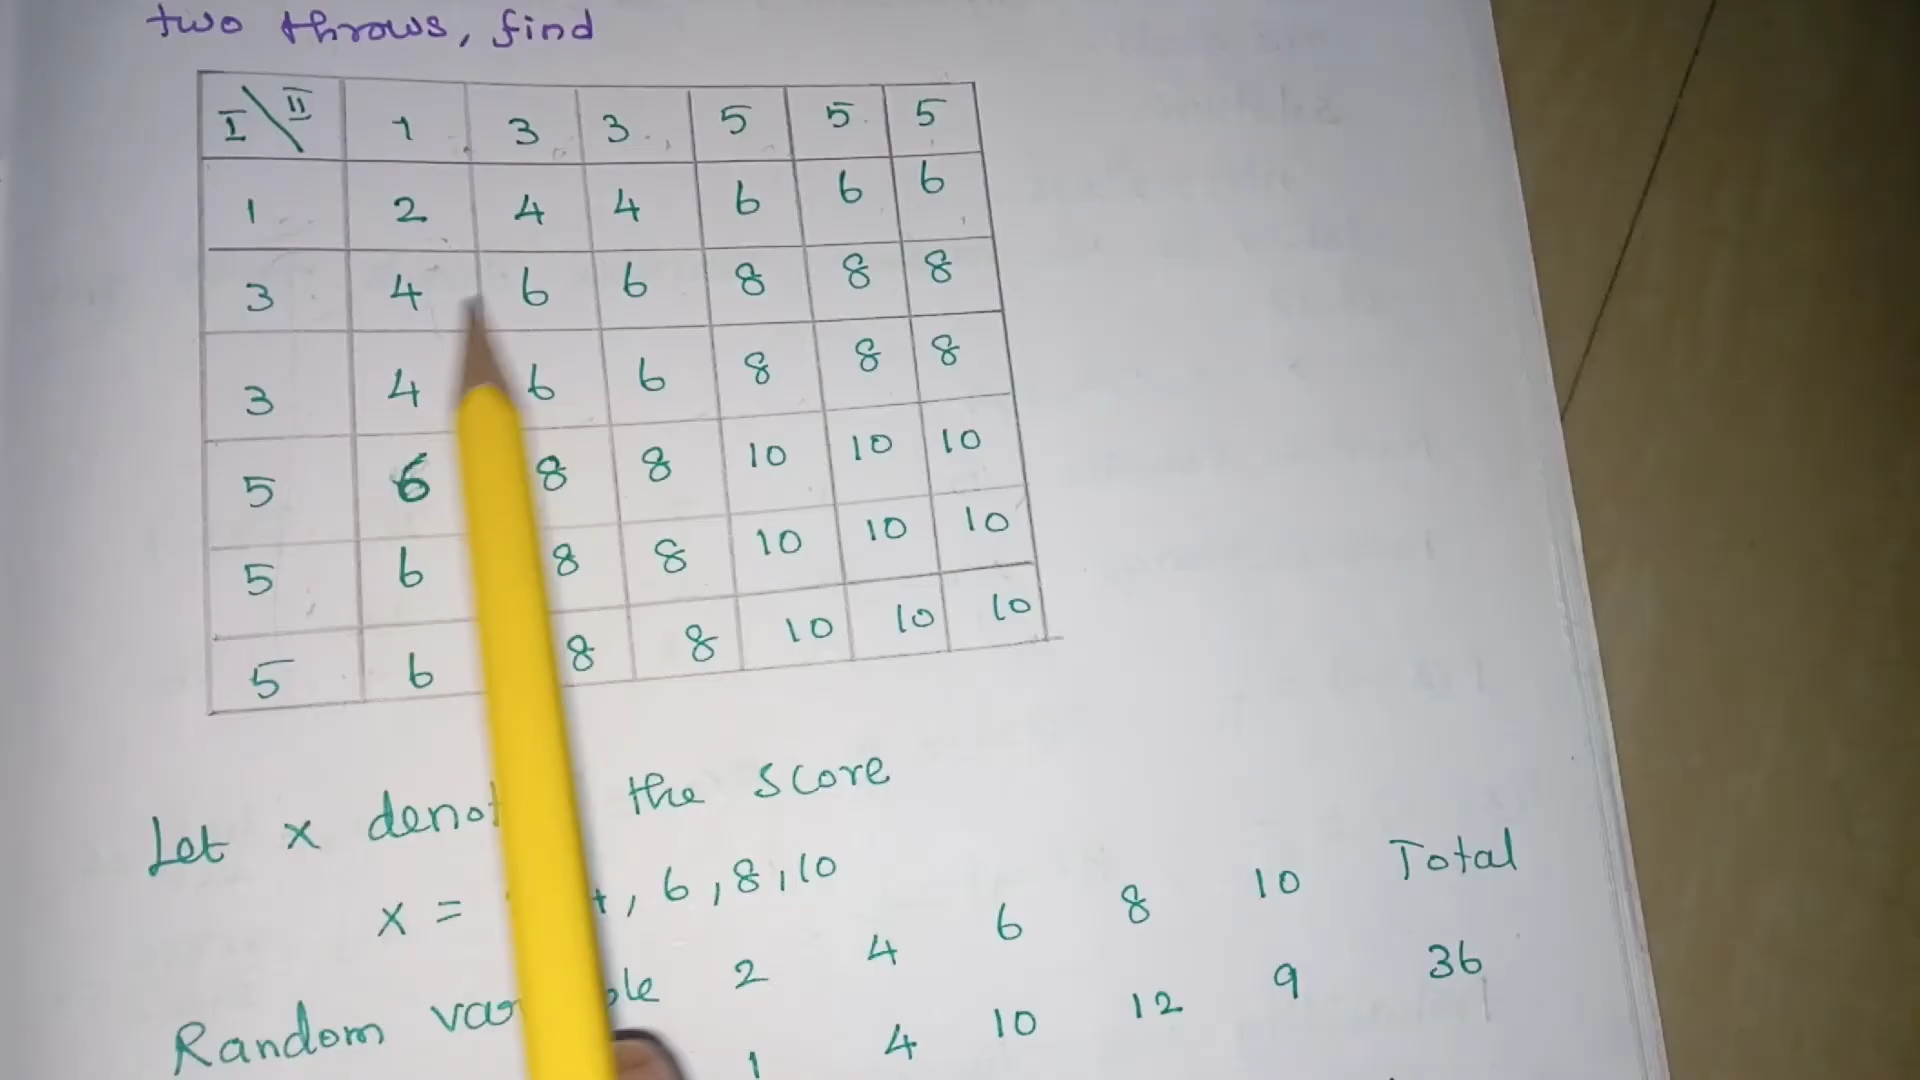 two throws, find
I \ II 1 3 3 5 5 5
1 2 4 4 6 6 6
3 4 6 6 8 8 8
3 4 6 6 8 8 8
5 6 8 8 10 10 10
5 6 8 8 10 10 10
5 6 8 8 10 10 10
Let x the score
x = , 6, 8, 10
Random 2 4 6 8 10 Total
1 4 10 12 9 36